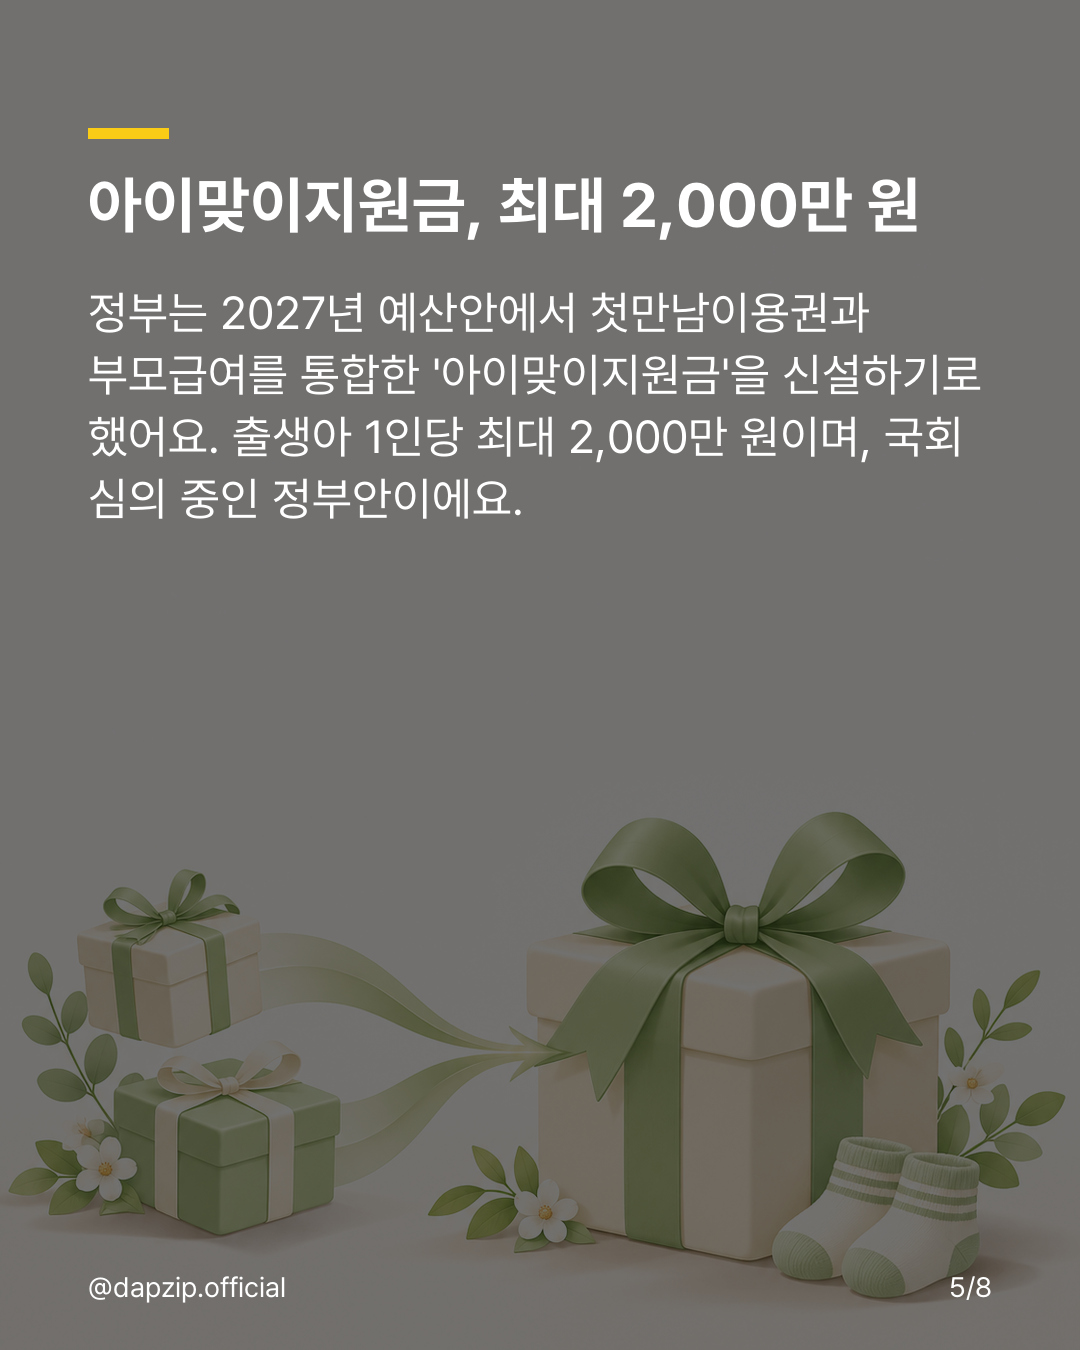 아이맞이지원금, 최대 2,000만 원
정부는 2027년 예산안에서 첫만남이용권과
부모급여를 통합한 '아이맞이지원금'을 신설하기로
했어요. 출생아 1인당 최대 2,000만 원이며, 국회
심의 중인 정부안이에요.
@dapzip.official
5/8